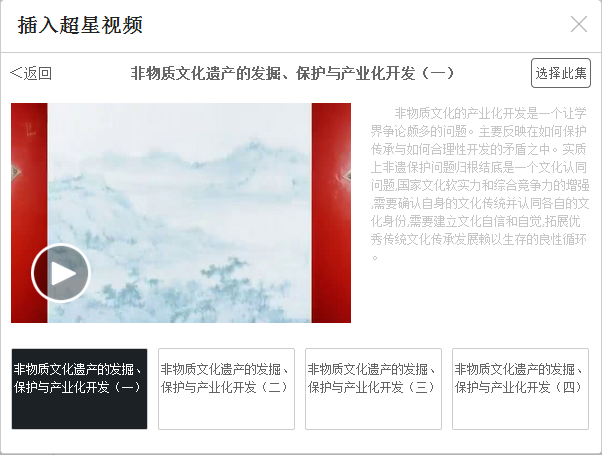 插入超星视频
<返回
非物质文化遗产的发掘、保护与产业化开发（一）
选择此集
非物质文化的产业化开发是一个让学
界争论颇多的问题。主要反映在如何保护
传承与如何合理性开发的矛盾之中。实质
上非遗保护问题归根结底是一个文化认同
问题,国家文化软实力和综合竞争力的增强
,需要确认自身的文化传统并认同各自的文
化身份,需要建立文化自信和自觉,拓展优
秀传统文化传承发展赖以生存的良性循环
。
非物质文化遗产的发掘、
保护与产业化开发（一）
非物质文化遗产的发掘、
保护与产业化开发（二）
非物质文化遗产的发掘、
保护与产业化开发（三）
非物质文化遗产的发掘、
保护与产业化开发（四）